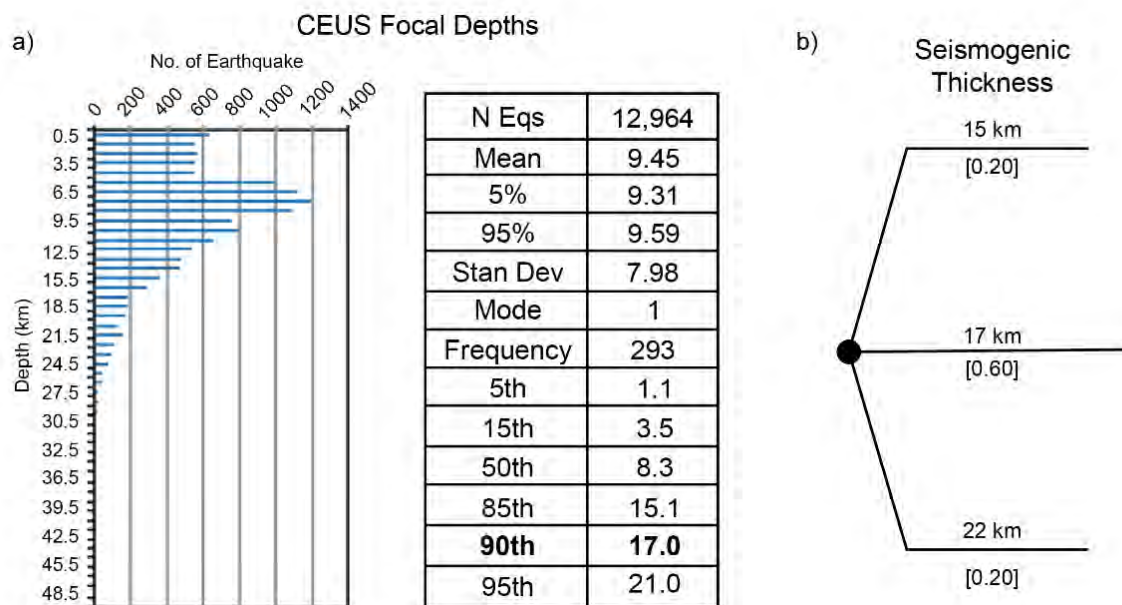 CEUS Focal Depths
a)
No. of Earthquake
0 200 400 600 800 1000 1200 1400
Depth (km)
0.5
3.5
6.5
9.5
12.5
15.5
18.5
21.5
24.5
27.5
30.5
32.5
36.5
39.5
42.5
45.5
48.5
N Eqs 12,964
Mean 9.45
5% 9.31
95% 9.59
Stan Dev 7.98
Mode 1
Frequency 293
5th 1.1
15th 3.5
50th 8.3
85th 15.1
90th 17.0
95th 21.0
b)
Seismogenic
Thickness
15 km
[0.20]
17 km
[0.60]
22 km
[0.20]